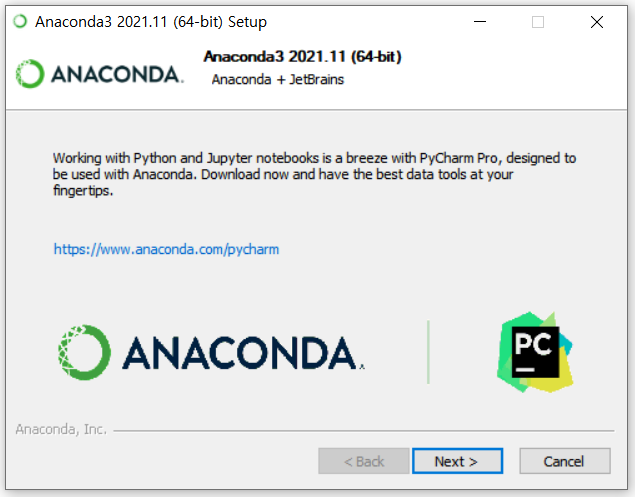 Anaconda3 2021.11 (64-bit) Setup
ANACONDA.
Anaconda3 2021.11 (64-bit)
Anaconda + JetBrains
Working with Python and Jupyter notebooks is a breeze with PyCharm Pro, designed to
be used with Anaconda. Download now and have the best data tools at your
fingertips.
https://www.anaconda.com/pycharm
ANACONDA.
PC
Anaconda, Inc.
< Back
Next >
Cancel